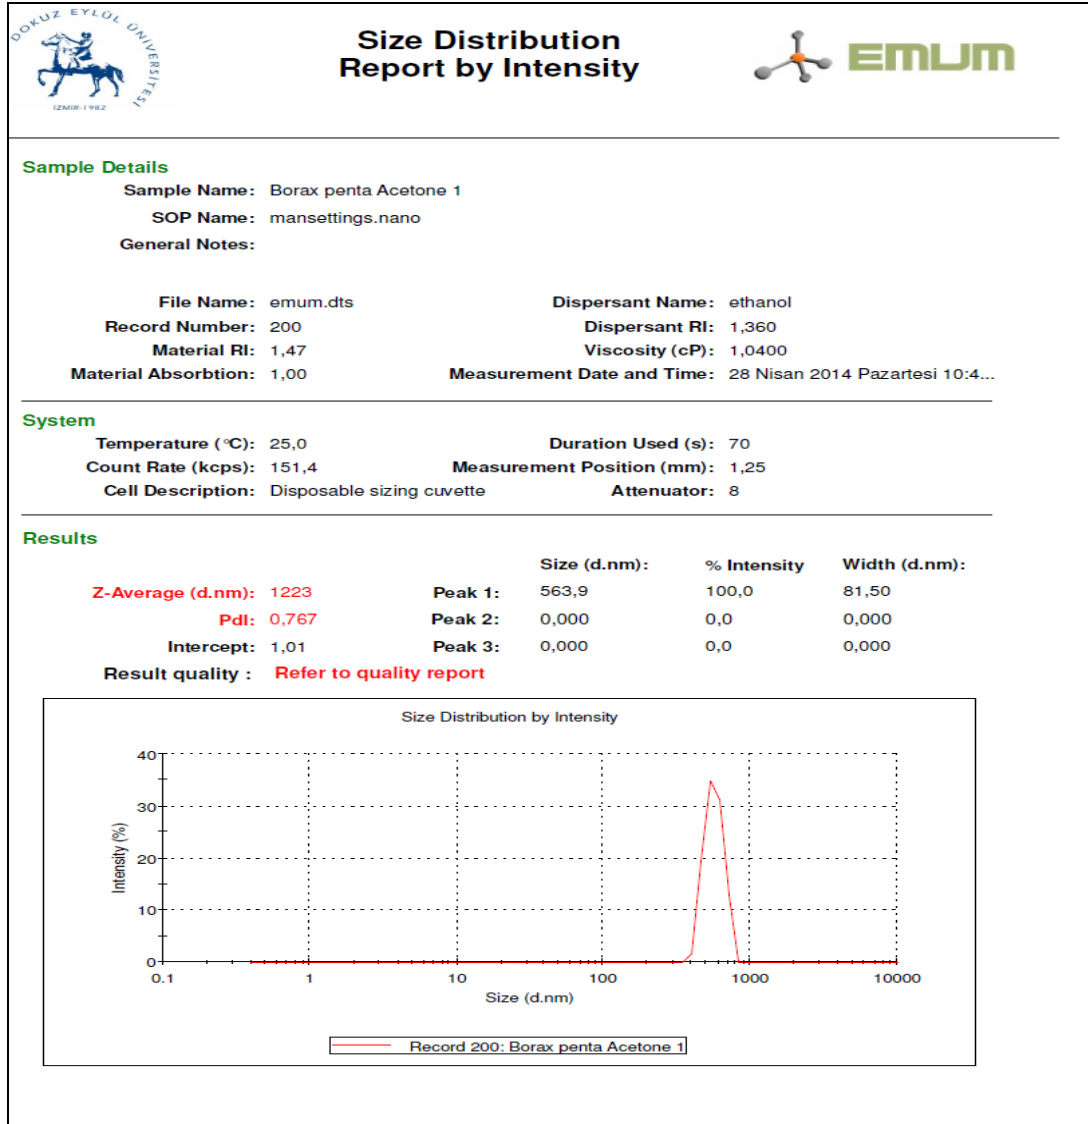 DOKUZ EYLÜL ÜNİVERSİTESİ
İZMİR-1982
Size Distribution
Report by Intensity
EMUM
Sample Details
Sample Name: Borax penta Acetone 1
SOP Name: mansettings.nano
General Notes:
File Name: emum.dts Dispersant Name: ethanol
Record Number: 200 Dispersant RI: 1,360
Material RI: 1,47 Viscosity (cP): 1,0400
Material Absorbtion: 1,00 Measurement Date and Time: 28 Nisan 2014 Pazartesi 10:4...
System
Temperature (°C): 25,0 Duration Used (s): 70
Count Rate (kcps): 151,4 Measurement Position (mm): 1,25
Cell Description: Disposable sizing cuvette Attenuator: 8
Results
Size (d.nm): % Intensity Width (d.nm):
Z-Average (d.nm): 1223 Peak 1: 563,9 100,0 81,50
PdI: 0,767 Peak 2: 0,000 0,0 0,000
Intercept: 1,01 Peak 3: 0,000 0,0 0,000
Result quality : Refer to quality report
Size Distribution by Intensity
Intensity (%)
40
30
20
10
0
0.1 1 10 100 1000 10000
Size (d.nm)
Record 200: Borax penta Acetone 1